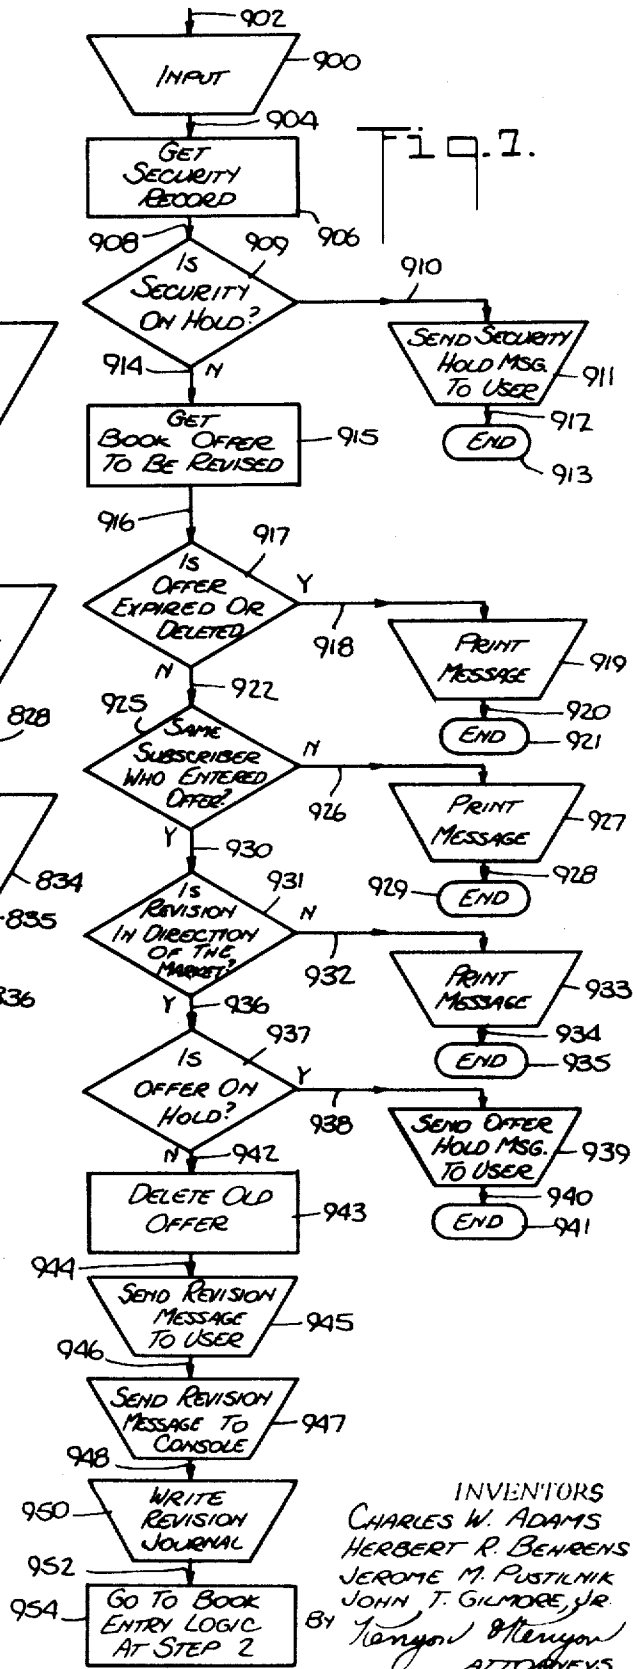 902
INPUT
900
904
Fig.7.
GET
SECURITY
RECORD
906
908
909
IS
SECURITY
ON HOLD?
910
914
N
SEND SECURITY
HOLD MSG.
TO USER
911
912
END
913
GET
BOOK OFFER
TO BE REVISED
915
916
917
IS
OFFER
EXPIRED OR
DELETED
Y
918
PRINT
MESSAGE
919
920
END
921
N
922
828
925
SAME
SUBSCRIBER
WHO ENTERED
OFFER?
N
926
PRINT
MESSAGE
927
928
929
END
Y
930
834
835
836
931
IS
REVISION
IN DIRECTION
OF THE
MARKET?
N
932
PRINT
MESSAGE
933
934
END
935
Y
936
937
IS
OFFER ON
HOLD?
Y
938
SEND OFFER
HOLD MSG.
TO USER
939
940
END
941
N
942
DELETE OLD
OFFER
943
944
SEND REVISION
MESSAGE
TO USER
945
946
SEND REVISION
MESSAGE TO
CONSOLE
947
948
WRITE
REVISION
JOURNAL
950
952
GO TO BOOK
ENTRY LOGIC
AT STEP 2
954
INVENTORS
CHARLES W. ADAMS
HERBERT R. BEHRENS
JEROME M. PUSTILNIK
JOHN T. GILMORE, JR.
BY Kenyon & Kenyon
ATTORNEYS